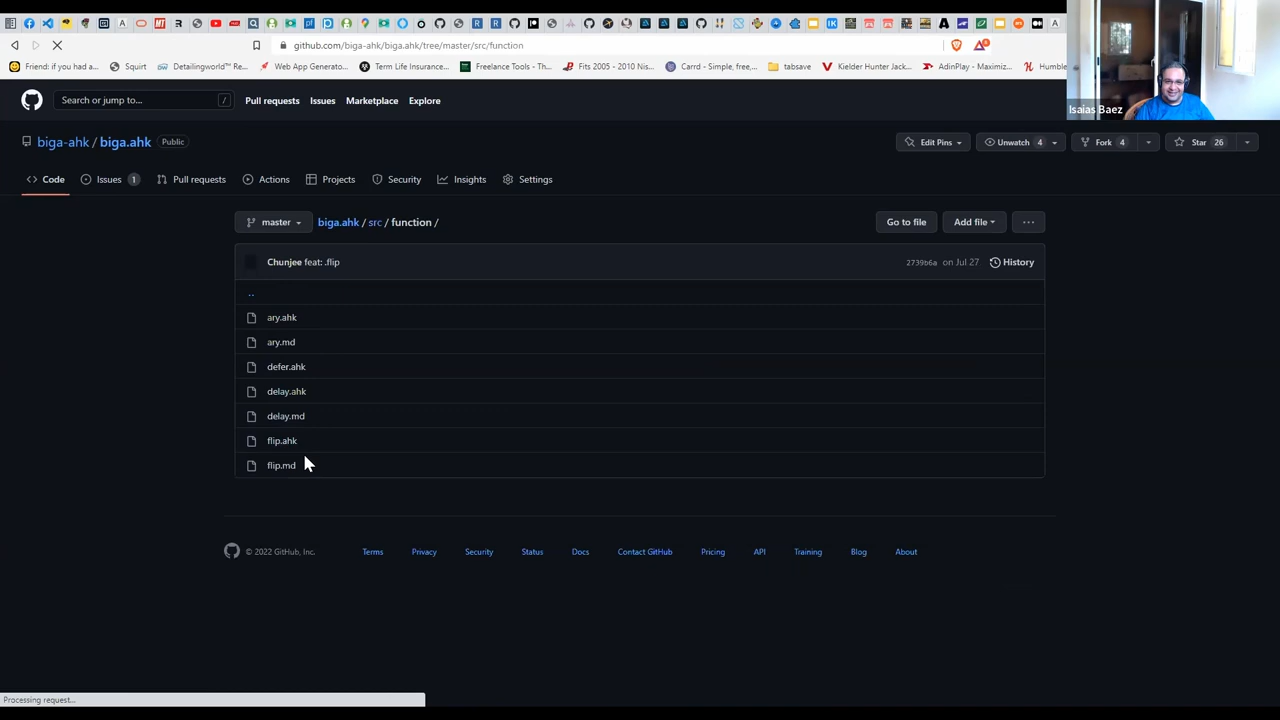 github.com/biga-ahk/biga.ahk/tree/master/src/function
Friend: if you had a...
Squirt
Detailingworld™ Re...
Web App Generato...
Term Life Insurance...
Freelance Tools - Th...
Fits 2005 - 2010 Nis...
Carrd - Simple, free,...
tabsave
Kielder Hunter Jack...
AdinPlay - Maximiz...
Humble
Isaias Baez
Search or jump to...
/
Pull requests
Issues
Marketplace
Explore
biga-ahk / biga.ahk
Public
Edit Pins
Unwatch 4
Fork 4
Star 26
Code
Issues 1
Pull requests
Actions
Projects
Security
Insights
Settings
master
biga.ahk / src / function /
Go to file
Add file
...
Chunjee feat: .flip
2739b6a on Jul 27
History
..
ary.ahk
ary.md
defer.ahk
delay.ahk
delay.md
flip.ahk
flip.md
© 2022 GitHub, Inc.
Terms
Privacy
Security
Status
Docs
Contact GitHub
Pricing
API
Training
Blog
About
Processing request...